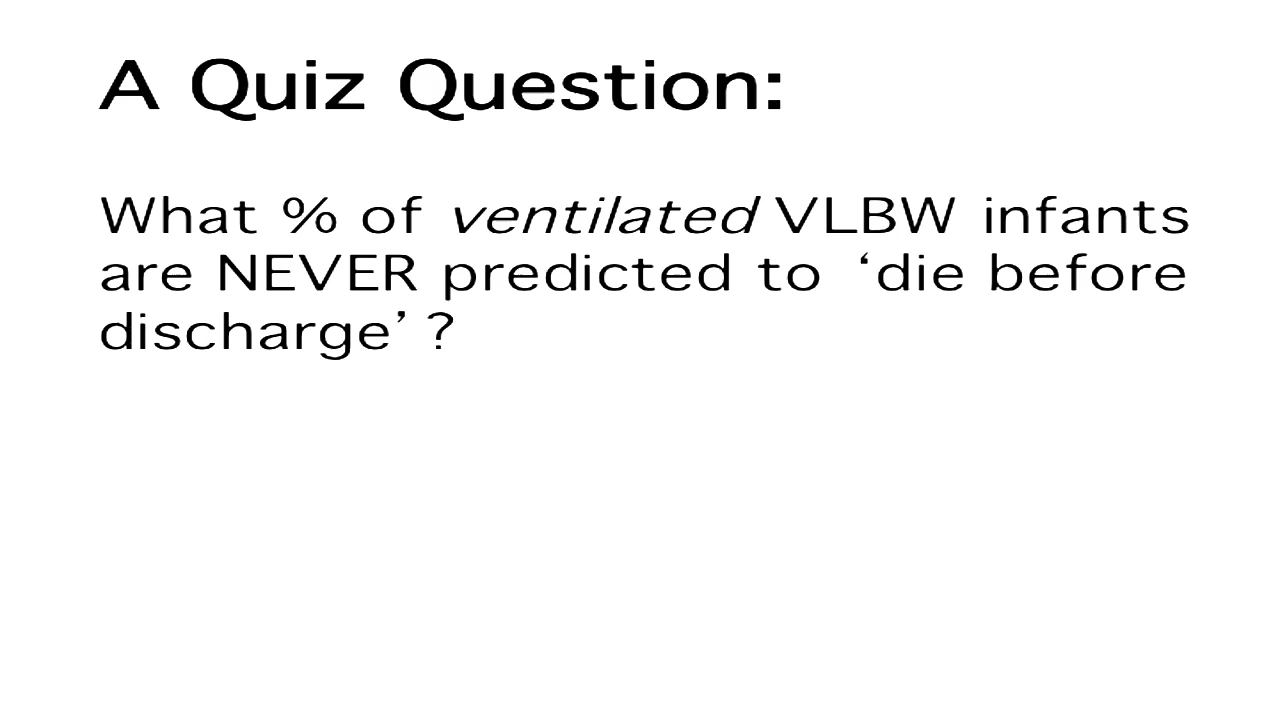 A Quiz Question:
What % of ventilated VLBW infants
are NEVER predicted to ‘die before
discharge’ ?